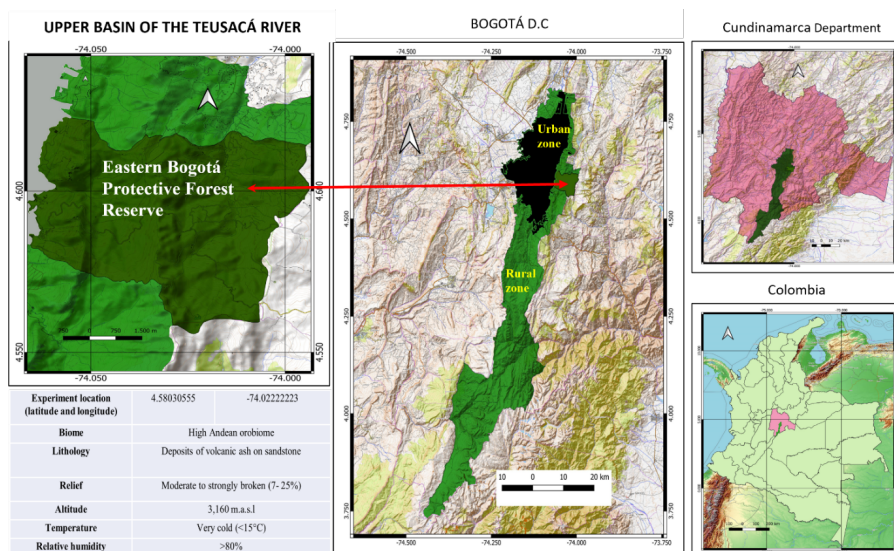 UPPER BASIN OF THE TEUSACÁ RIVER
-74.050
-74.000
Eastern Bogotá
Protective Forest
Reserve
4.600
4.600
4.550
4.550
750 0 750 1.500 m
-74.050
-74.000
Experiment location
(latitude and longitude)
4.58030555
-74.02222223
Biome
High Andean orobiome
Lithology
Deposits of volcanic ash on sandstone
Relief
Moderate to strongly broken (7- 25%)
Altitude
3,160 m.a.s.l
Temperature
Very cold (<15°C)
Relative humidity
>80%
BOGOTÁ D.C
-74.500
-74.250
-74.000
-73.750
4.750
4.500
4.250
4.000
3.750
Urban
zone
Rural
zone
4.750
4.500
4.250
4.000
3.750
10 0 10 20 km
-74.500
-74.250
-74.000
-73.750
Cundinamarca Department
Colombia